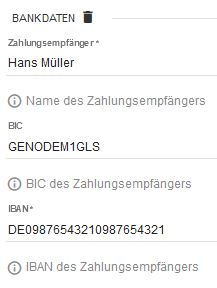 BANKDATEN
Zahlungsempfänger *
Hans Müller
Name des Zahlungsempfängers
BIC
GENODEM1GLS
BIC des Zahlungsempfängers
IBAN *
DE09876543210987654321
IBAN des Zahlungsempfängers